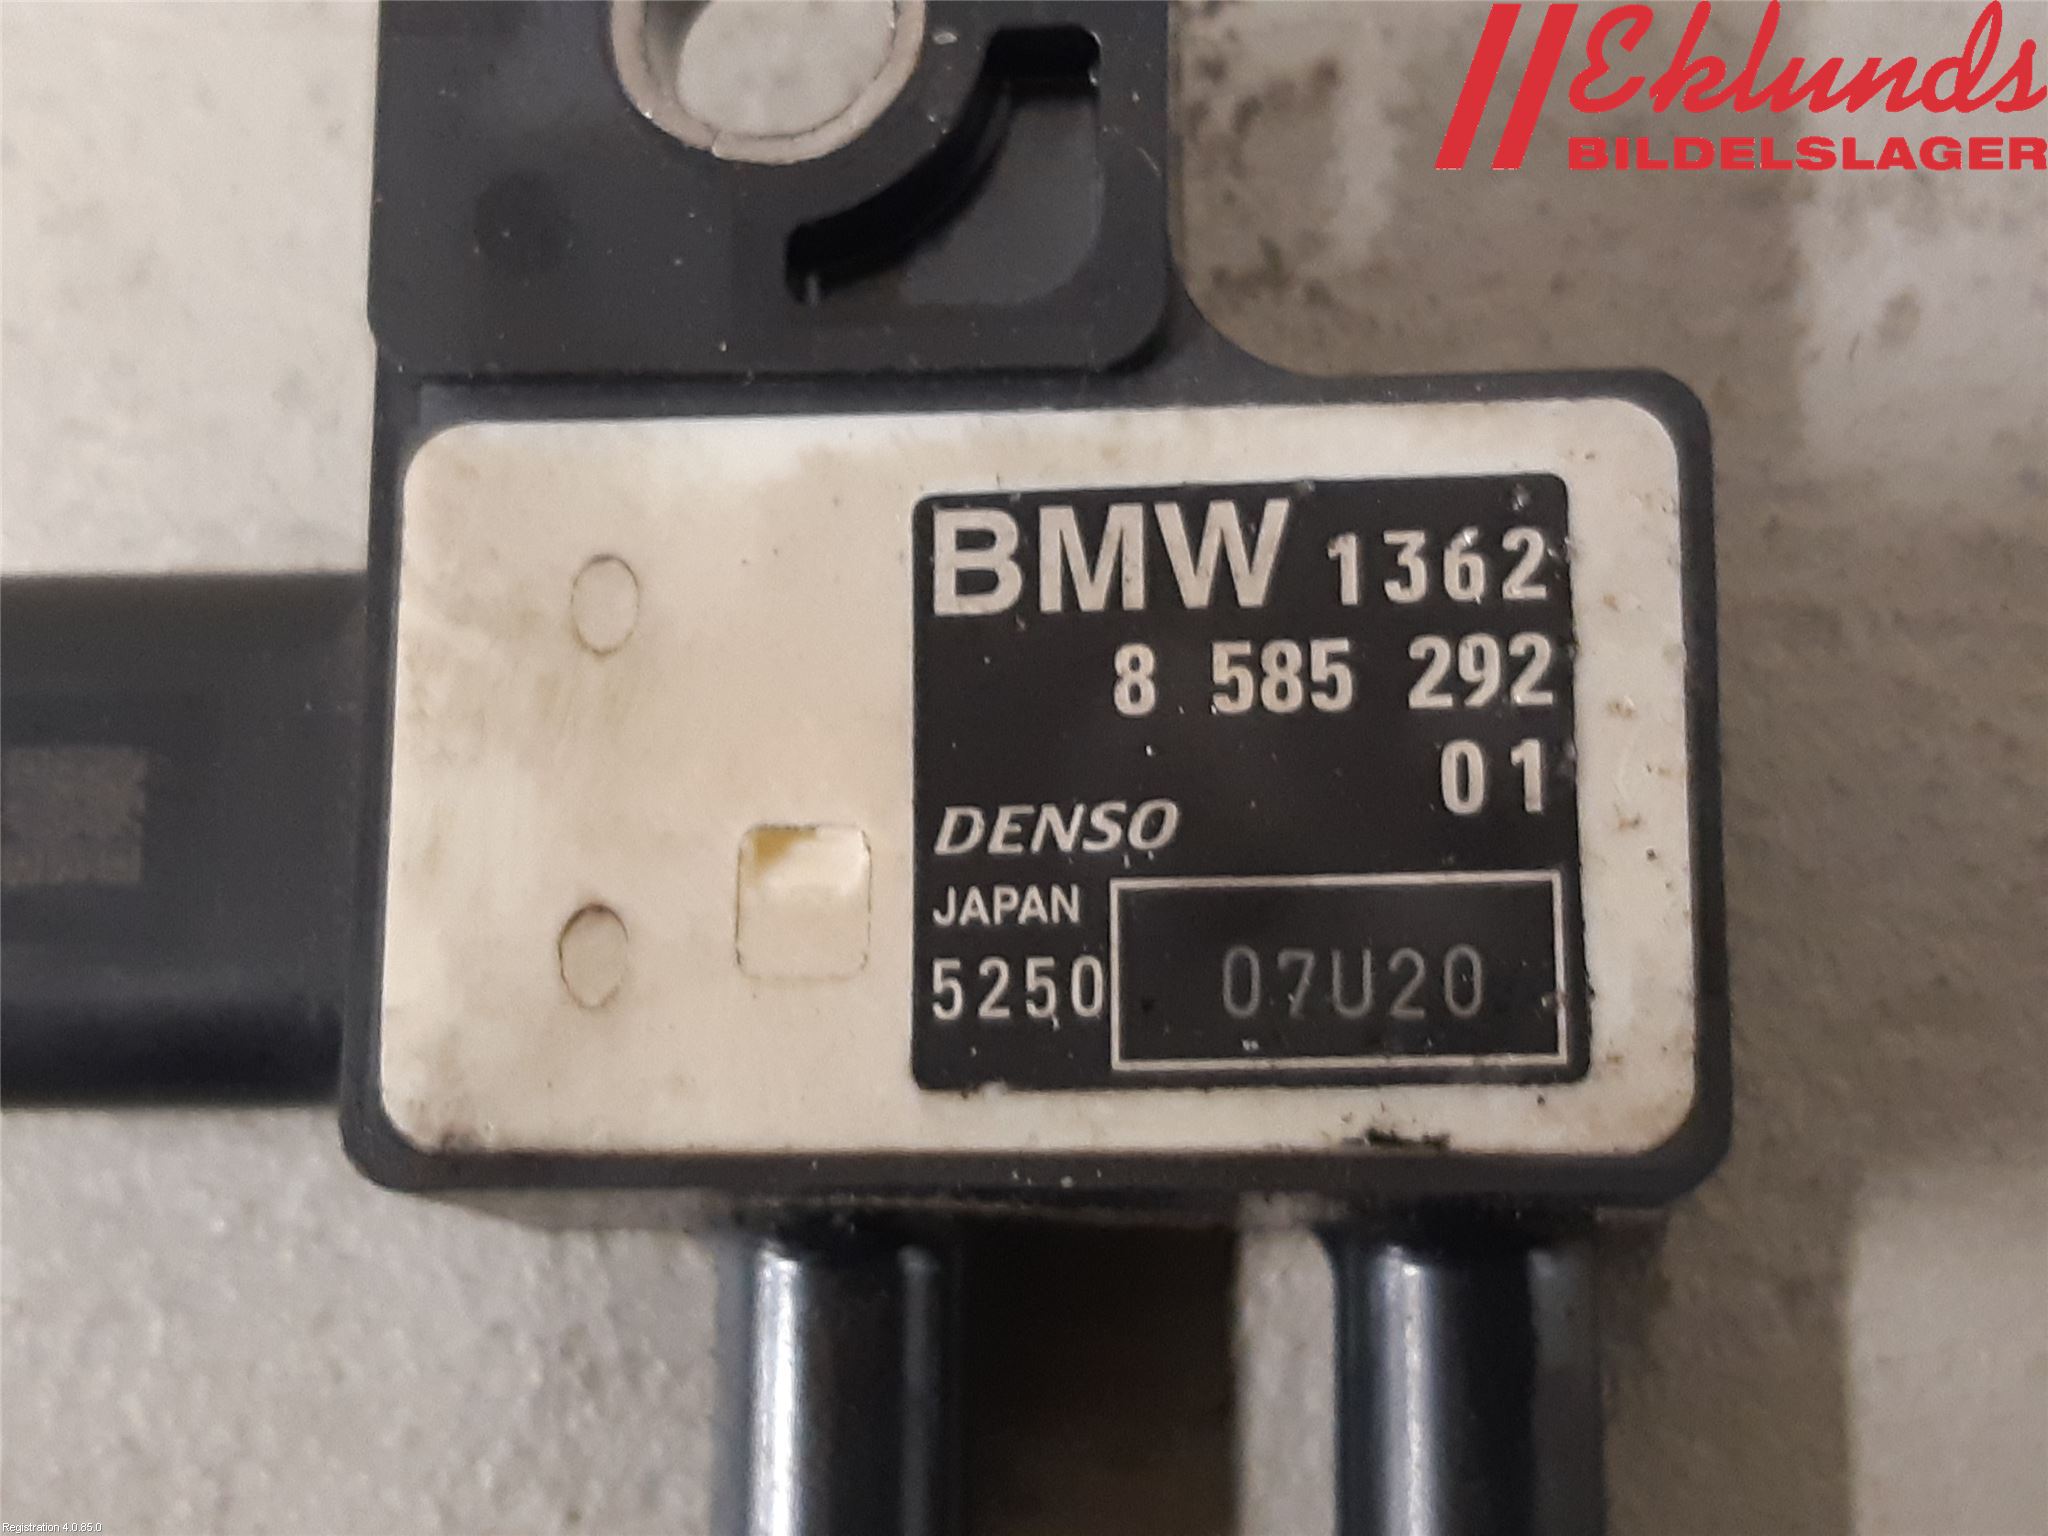 Eklunds
BILDELSLAGER
BMW 1362
8 585 292
01
DENSO
JAPAN
5250 07U20
Registration 4.0.85.0